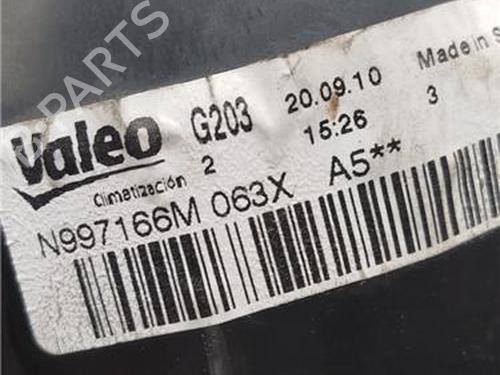 B-PARTS
Valeo G203 20.09.10 Made in S
Climatización 2 15:26 3
N997166M 063X A5**